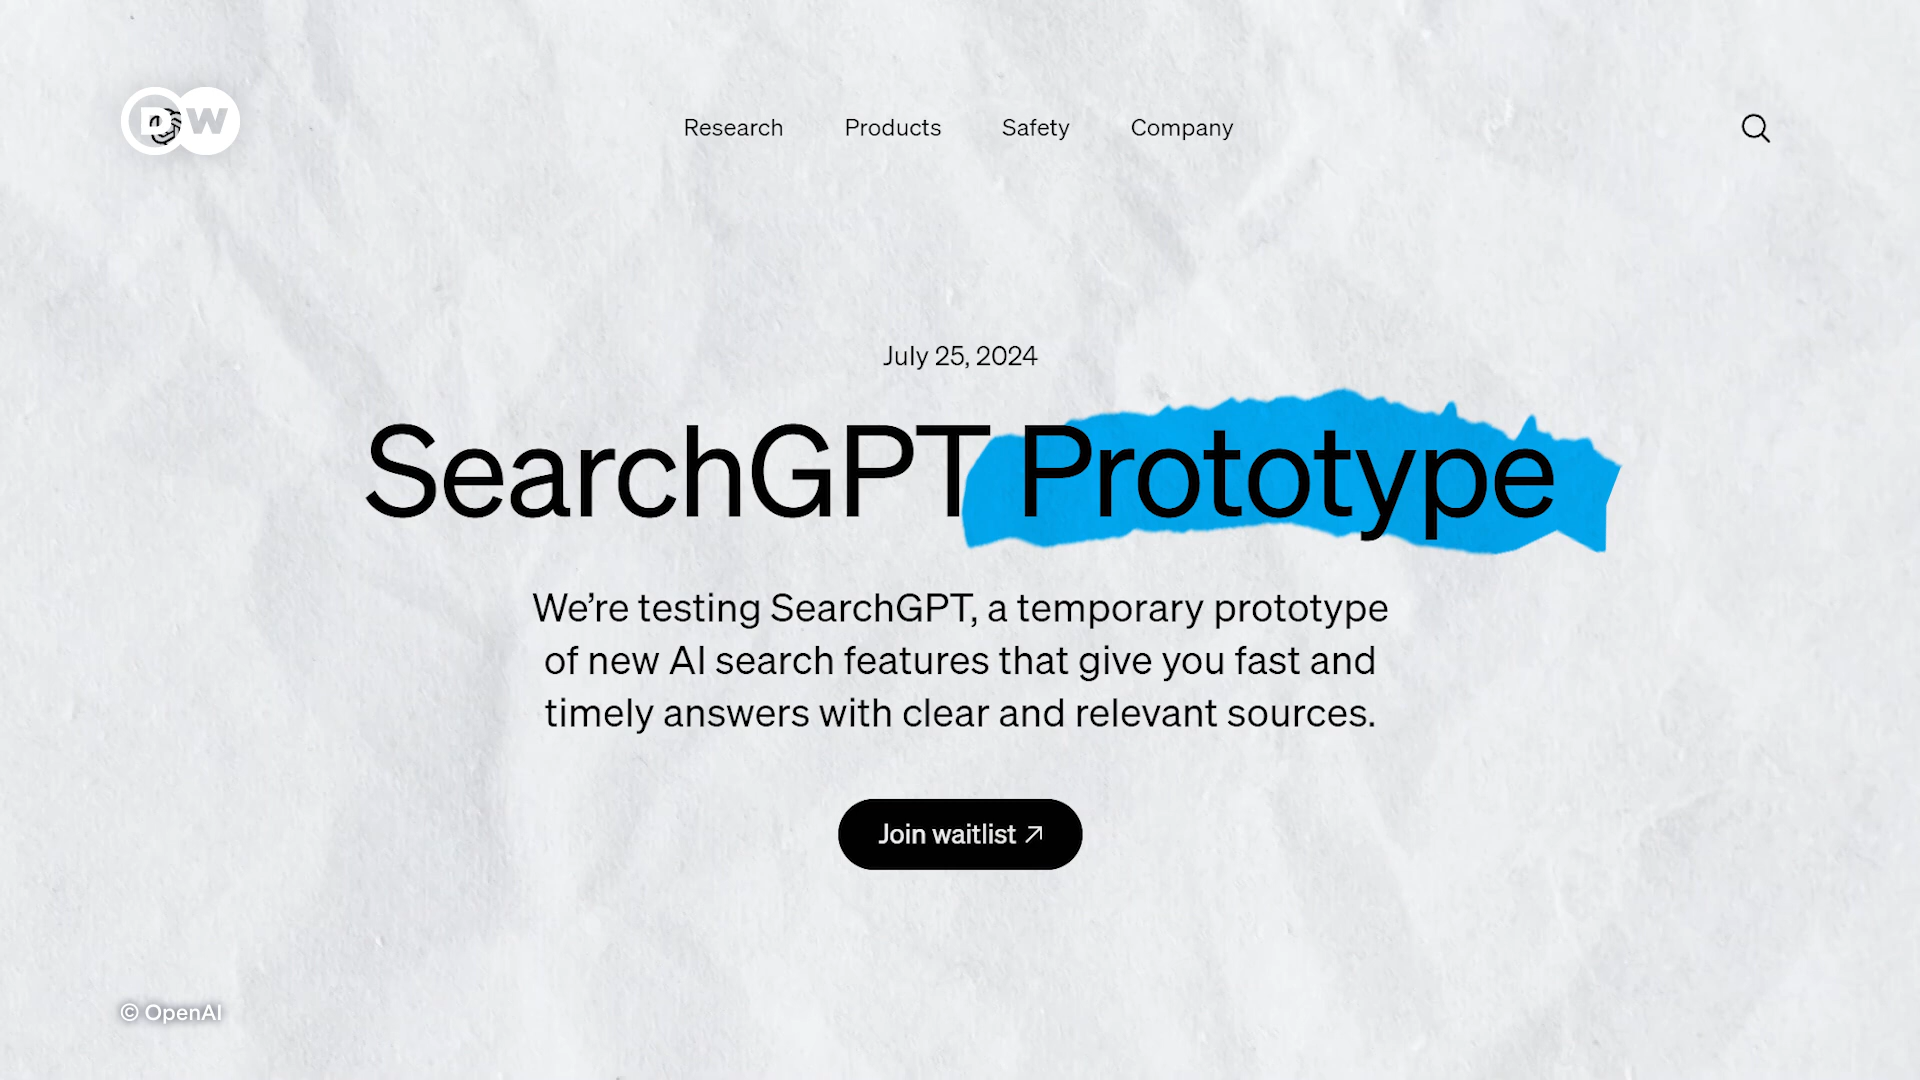 DW
Research Products Safety Company
July 25, 2024
SearchGPT Prototype
We’re testing SearchGPT, a temporary prototype
of new AI search features that give you fast and
timely answers with clear and relevant sources.
Join waitlist ↗
© OpenAI